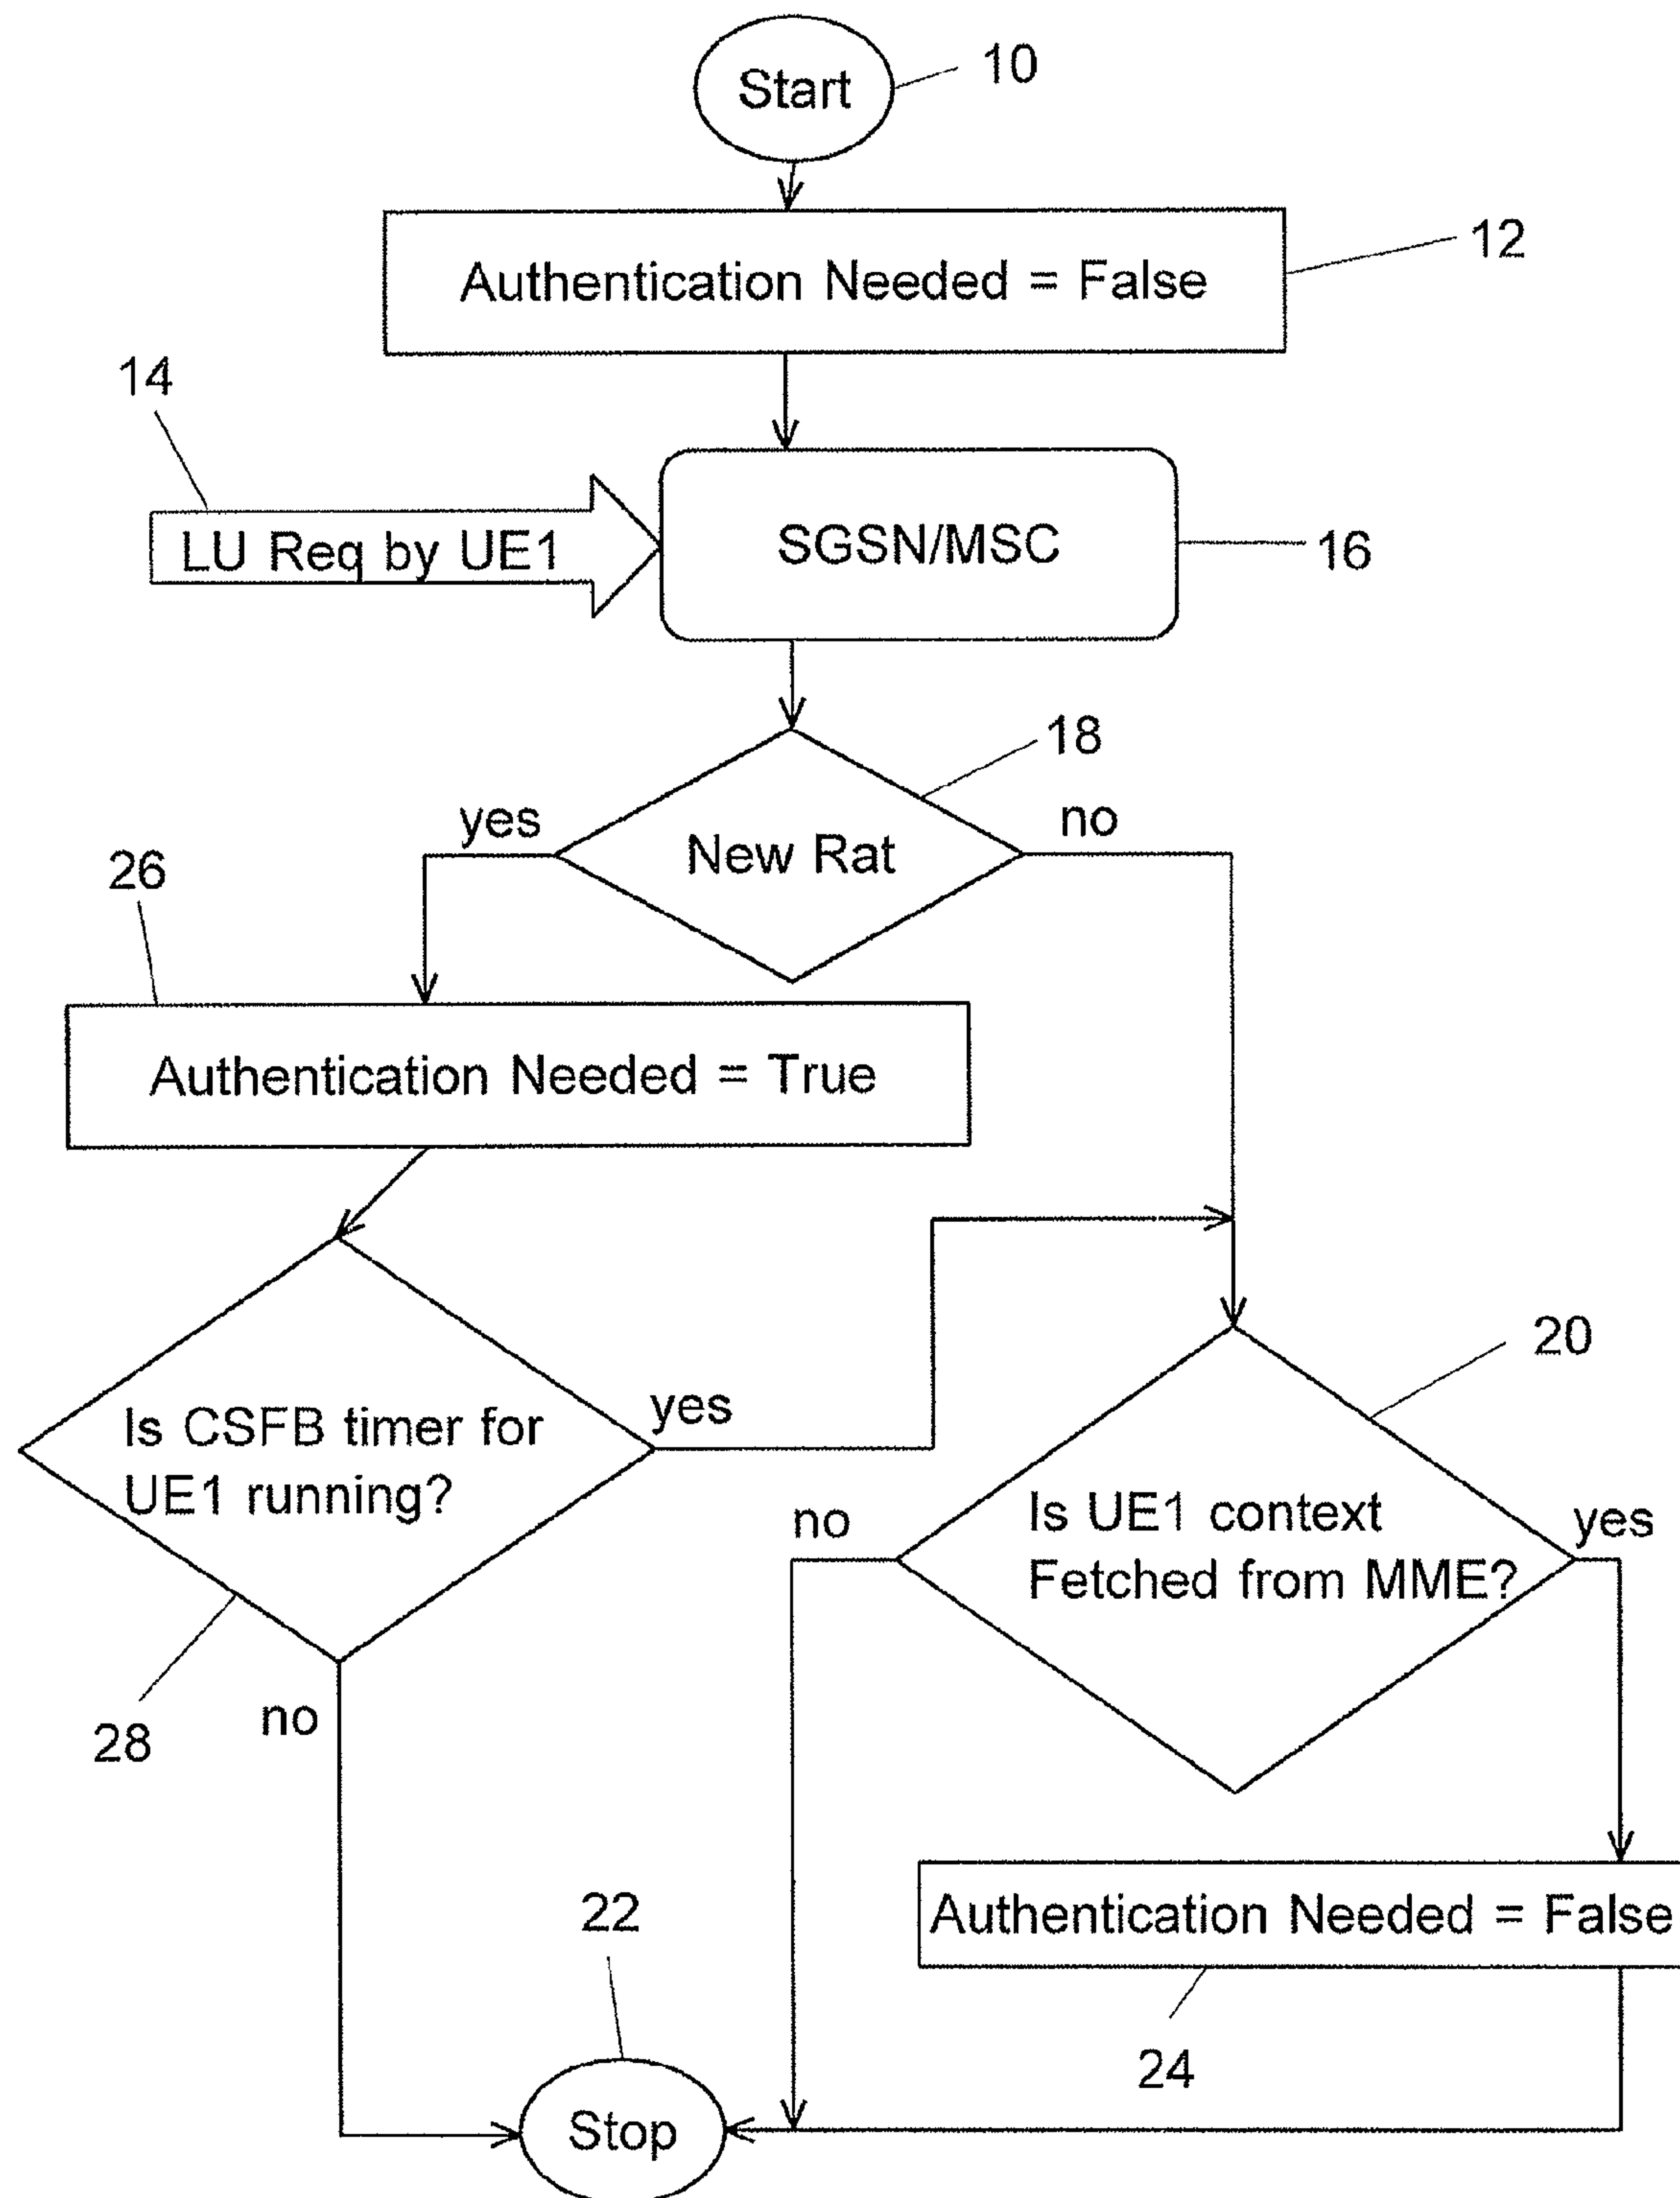 Start
10
Authentication Needed = False
12
14
LU Req by UE1
SGSN/MSC
16
18
yes
New Rat
no
26
Authentication Needed = True
20
Is CSFB timer for
UE1 running?
yes
no
Is UE1 context
Fetched from MME?
yes
28
no
22
Authentication Needed = False
24
Stop